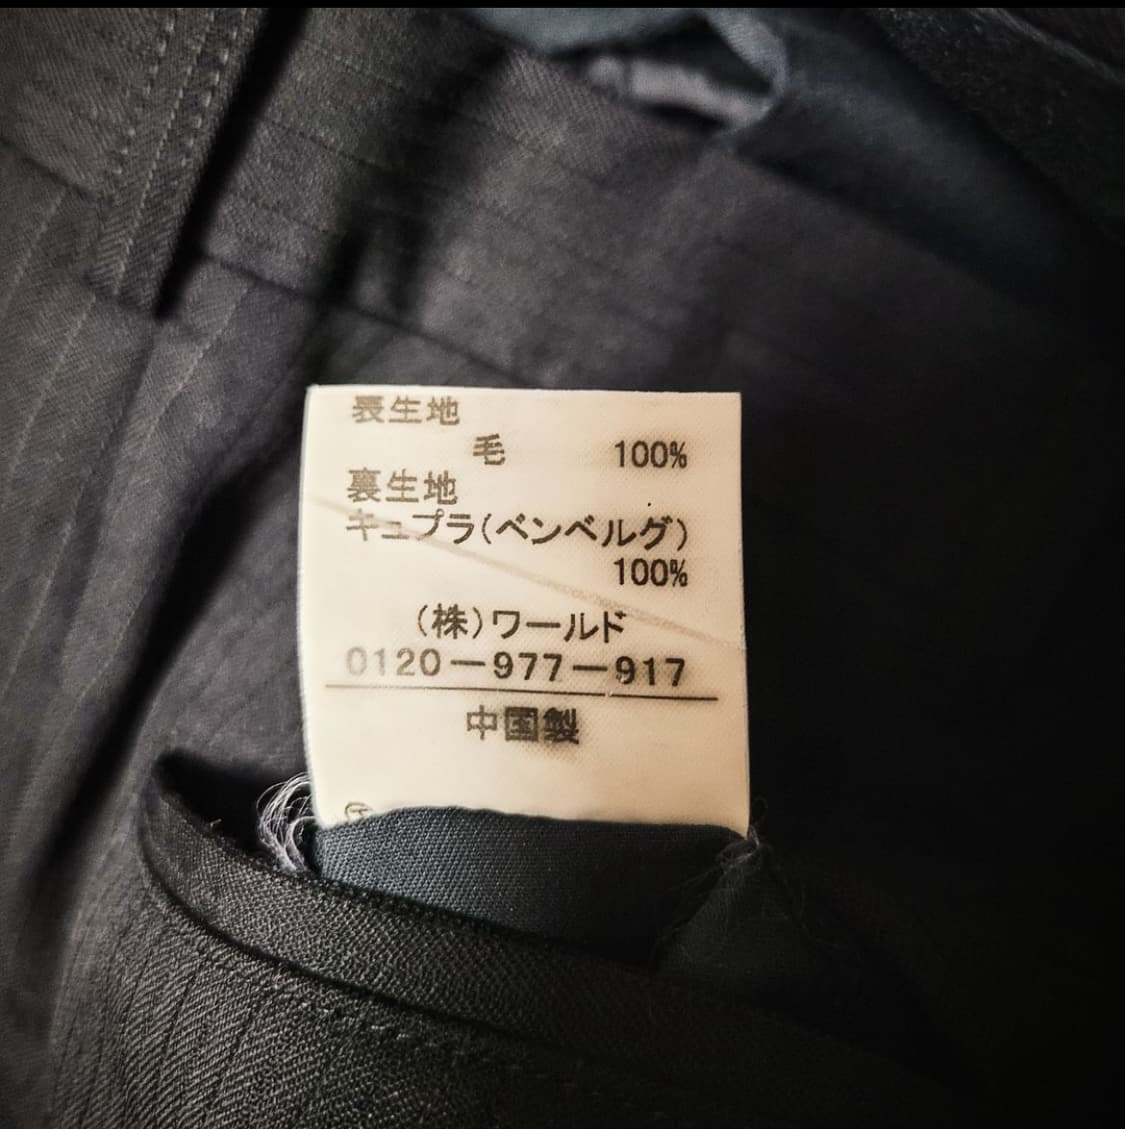 表生地
毛 100%
裏生地
キュプラ(ベンベルグ)
100%
(株)ワールド
0120-977-917
中国製